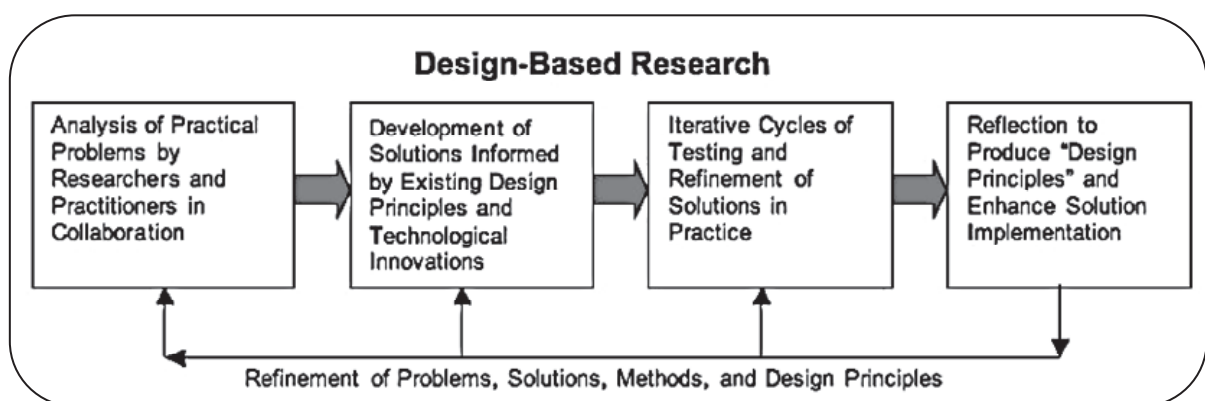 Design-Based Research
Analysis of Practical
Problems by
Researchers and
Practitioners in
Collaboration
Development of
Solutions Informed
by Existing Design
Principles and
Technological
Innovations
Iterative Cycles of
Testing and
Refinement of
Solutions in
Practice
Reflection to
Produce "Design
Principles" and
Enhance Solution
Implementation
Refinement of Problems, Solutions, Methods, and Design Principles